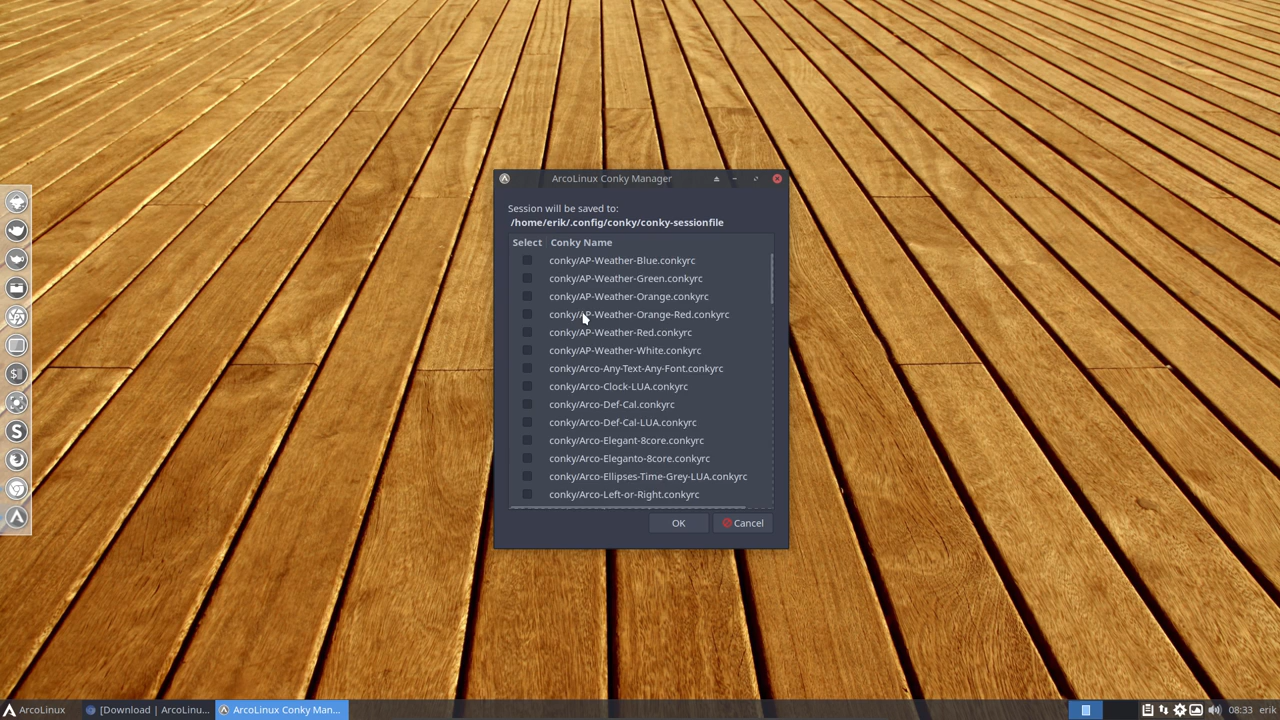 ArcoLinux Conky Manager
Session will be saved to:
/home/erik/.config/conky/conky-sessionfile
Select Conky Name
conky/AP-Weather-Blue.conkyrc
conky/AP-Weather-Green.conkyrc
conky/AP-Weather-Orange.conkyrc
conky/AP-Weather-Orange-Red.conkyrc
conky/AP-Weather-Red.conkyrc
conky/AP-Weather-White.conkyrc
conky/Arco-Any-Text-Any-Font.conkyrc
conky/Arco-Clock-LUA.conkyrc
conky/Arco-Def-Cal.conkyrc
conky/Arco-Def-Cal-LUA.conkyrc
conky/Arco-Elegant-8core.conkyrc
conky/Arco-Eleganto-8core.conkyrc
conky/Arco-Ellipses-Time-Grey-LUA.conkyrc
conky/Arco-Left-or-Right.conkyrc
OK Cancel
ArcoLinux [Download | ArcoLinu... ArcoLinux Conky Man... 08:33 erik